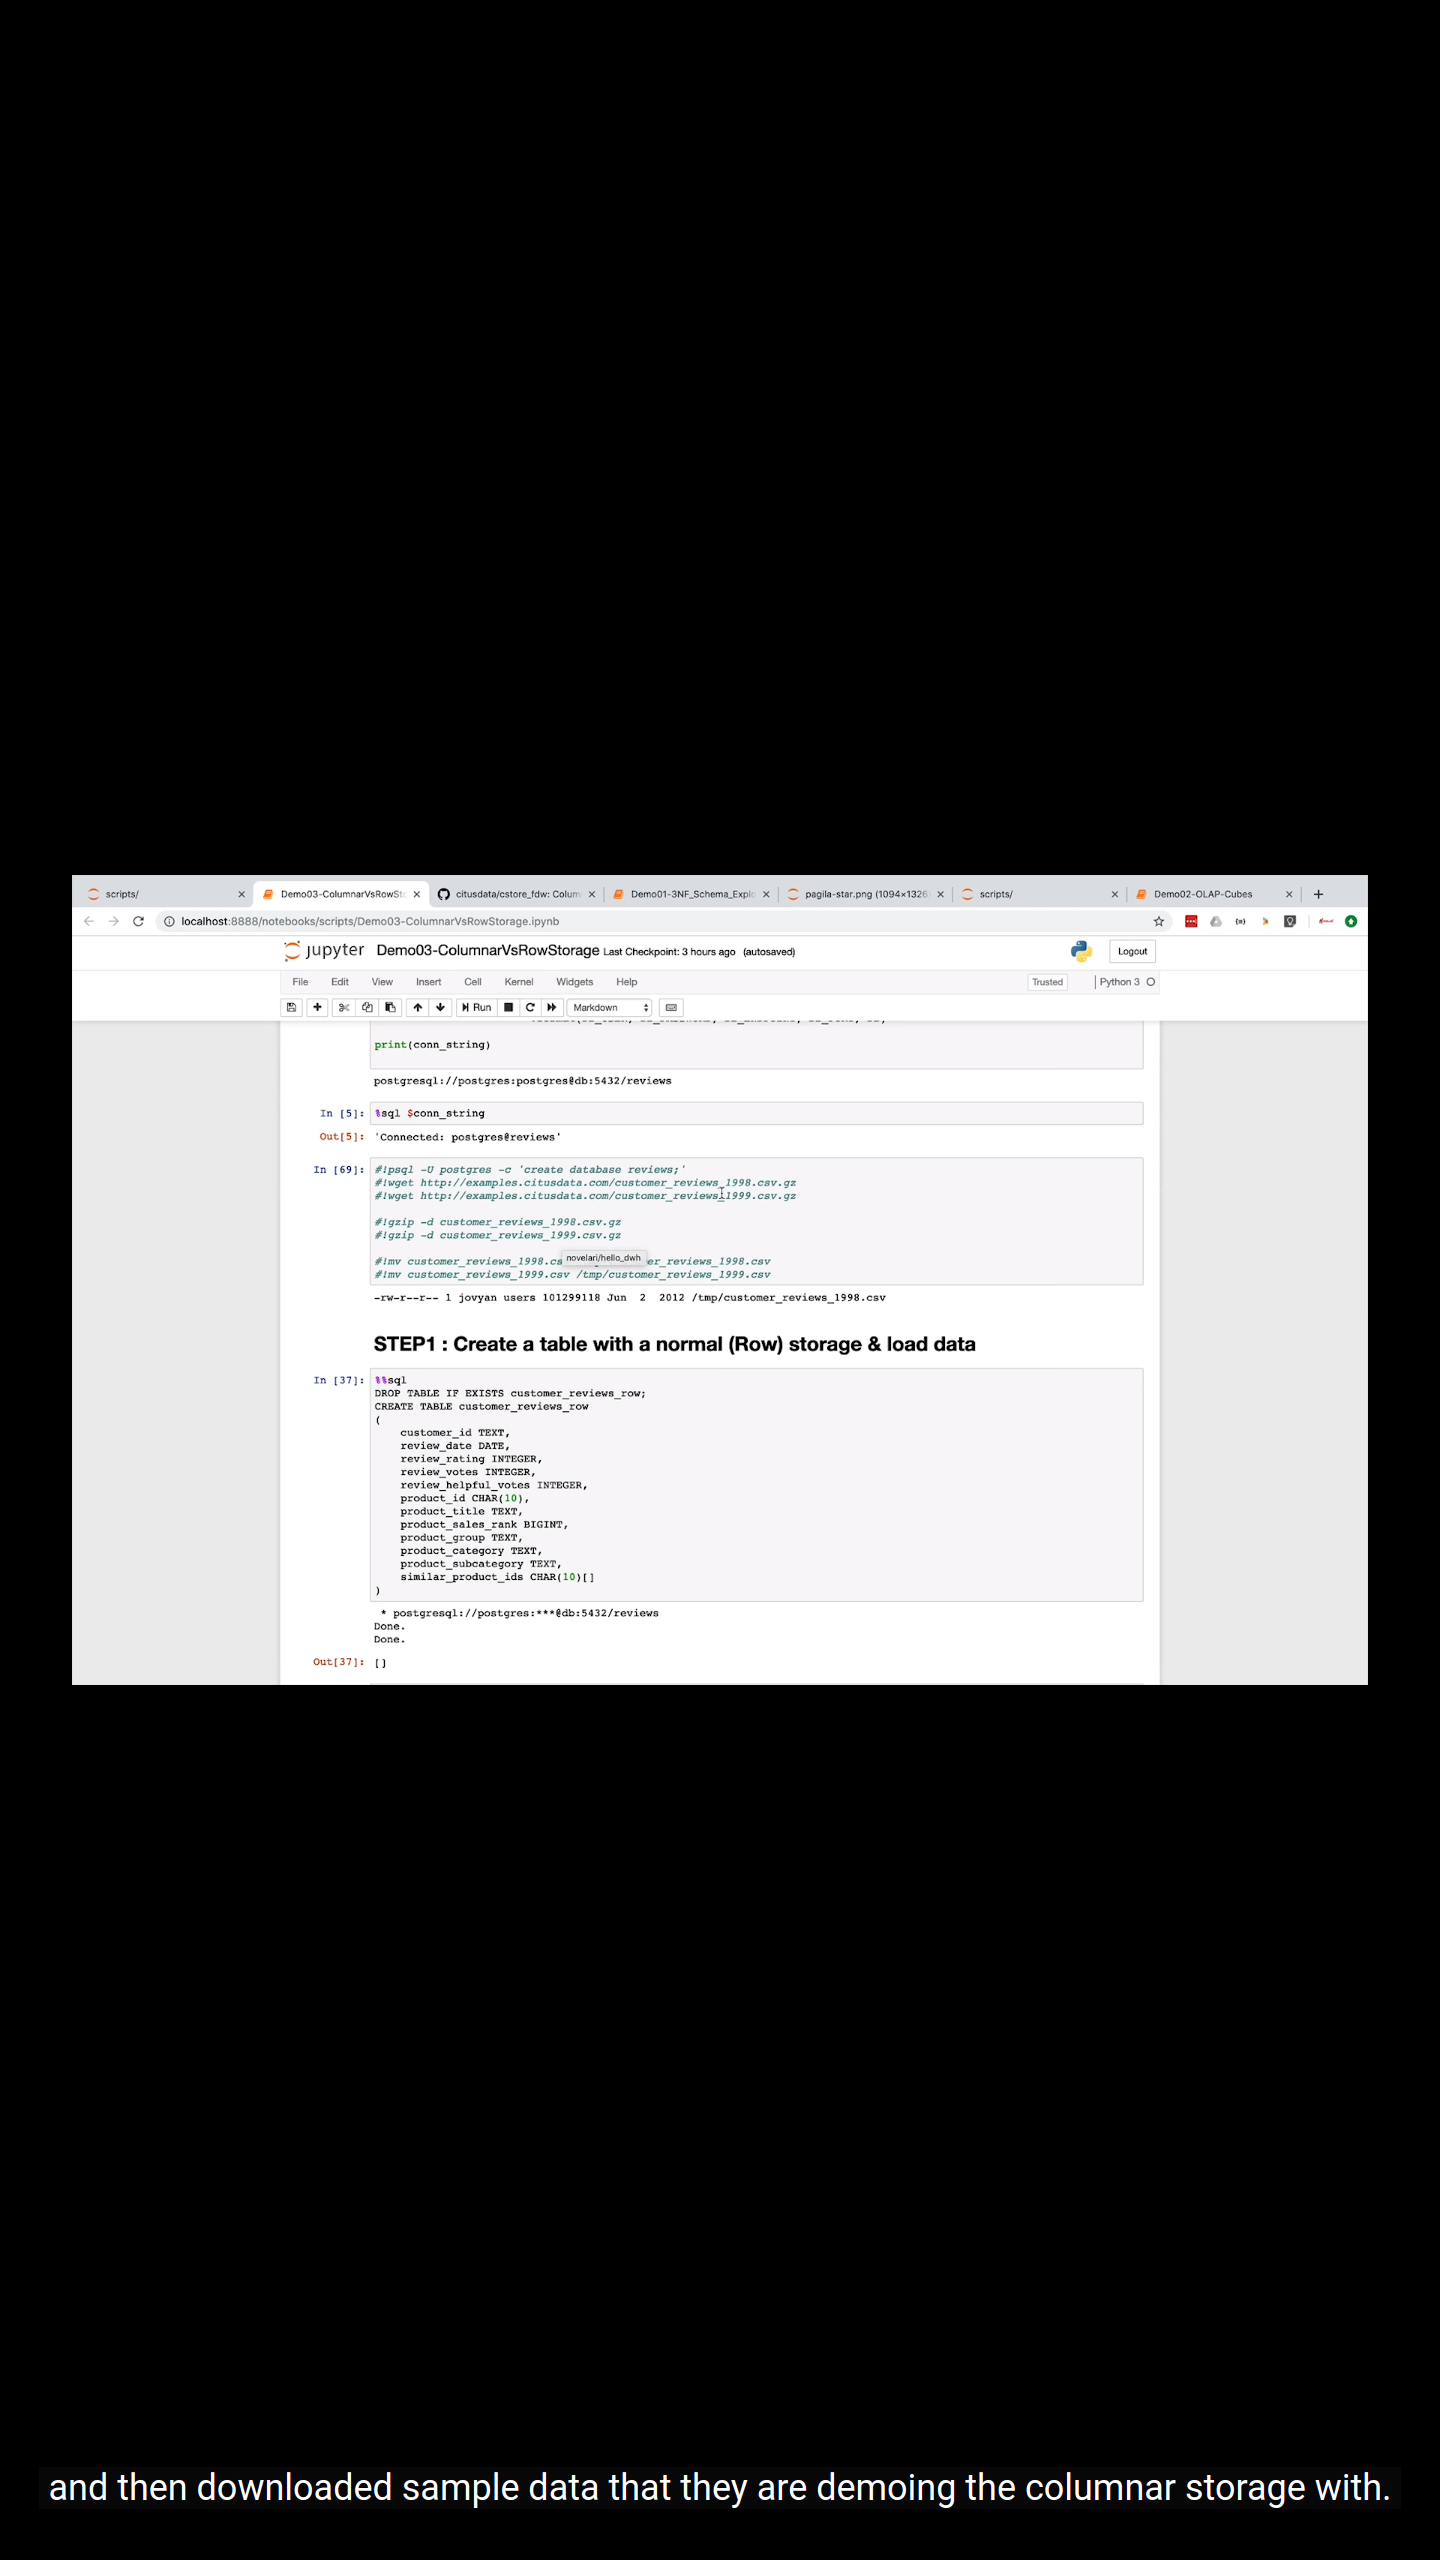 scripts/
Demo03-ColumnarVsRowSto
citusdata/cstore_fdw: Colum
Demo01-3NF_Schema_Explo
pagila-star.png (1094×1326
scripts/
Demo02-OLAP-Cubes
localhost:8888/notebooks/scripts/Demo03-ColumnarVsRowStorage.ipynb
jupyter Demo03-ColumnarVsRowStorage Last Checkpoint: 3 hours ago (autosaved)
Logout
File Edit View Insert Cell Kernel Widgets Help
Trusted
Python 3
Run
Markdown
print(conn_string)
postgresql://postgres:postgres@db:5432/reviews
In [5]: %sql $conn_string
Out[5]: 'Connected: postgres@reviews'
In [69]: #!psql -U postgres -c 'create database reviews;'
#!wget http://examples.citusdata.com/customer_reviews_1998.csv.gz
#!wget http://examples.citusdata.com/customer_reviews_1999.csv.gz
#!gzip -d customer_reviews_1998.csv.gz
#!gzip -d customer_reviews_1999.csv.gz
novelari/hello_dwh
#!mv customer_reviews_1998.cs er_reviews_1998.csv
#!mv customer_reviews_1999.csv /tmp/customer_reviews_1999.csv
-rw-r--r-- 1 jovyan users 101299118 Jun 2 2012 /tmp/customer_reviews_1998.csv
STEP1 : Create a table with a normal (Row) storage & load data
In [37]: %%sql
DROP TABLE IF EXISTS customer_reviews_row;
CREATE TABLE customer_reviews_row
(
customer_id TEXT,
review_date DATE,
review_rating INTEGER,
review_votes INTEGER,
review_helpful_votes INTEGER,
product_id CHAR(10),
product_title TEXT,
product_sales_rank BIGINT,
product_group TEXT,
product_category TEXT,
product_subcategory TEXT,
similar_product_ids CHAR(10)[]
)
* postgresql://postgres:***@db:5432/reviews
Done.
Done.
Out[37]: []
and then downloaded sample data that they are demoing the columnar storage with.